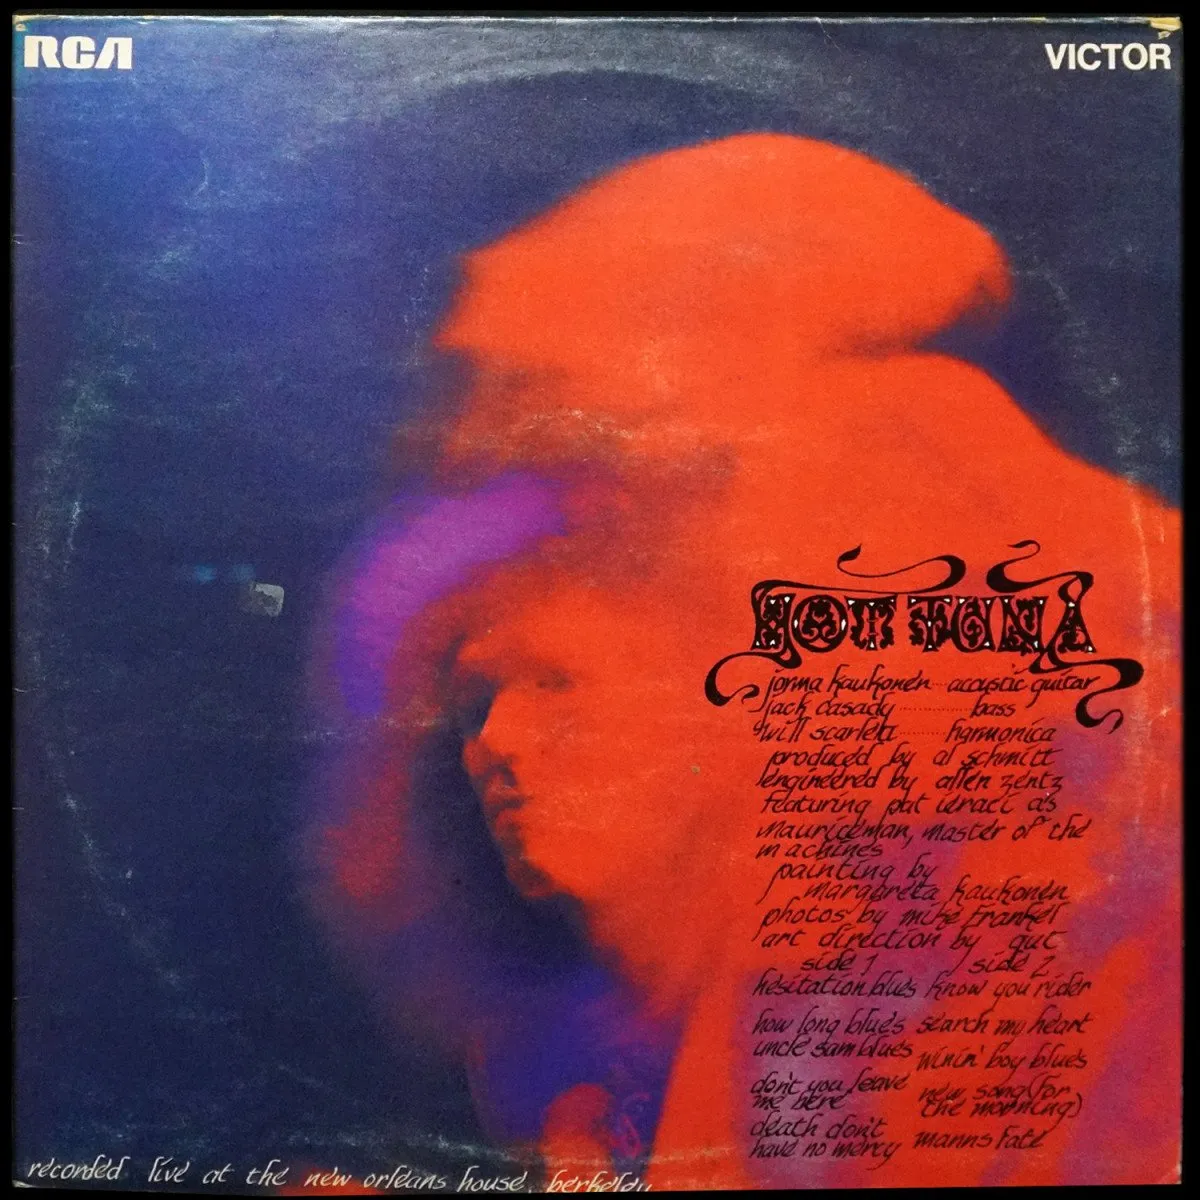 RCA
VICTOR
HOT TUNA
jorma kaukonen acoustic guitar
jack casady bass
will scarlett harmonica
produced by al schmitt
engineered by allen zentz
featuring pat ieraci as
mauriceman, master of the
machines
painting by
margareta kaukonen
photos by mike frankel
art direction by gut
side 1 side 2
hesitation blues know you rider
how long blues search my heart
uncle sam blues winin' boy blues
don't you leave new song (for
me here the morning)
death don't
have no mercy manns fate
recorded live at the new orleans house, berkeley